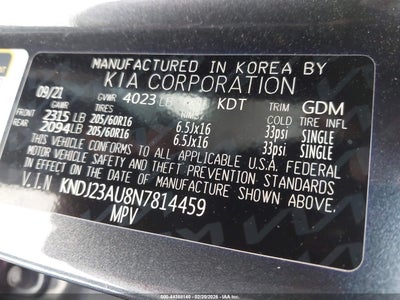 MANUFACTURED IN KOREA BY
KIA CORPORATION
09/21 GVWR 4023 LB KDT TRIM GDM
GAWR TIRES RIMS COLD TIRE INFL
FRONT 2315 LB 205/60R16 6.5Jx16 33psi SINGLE
REAR 2094LB 205/60R16 6.5Jx16 33psi SINGLE
THIS VEHICLE CONFORMS TO ALL APPLICABLE U.S.A. FEDERAL
MOTOR VEHICLE SAFETY, BUMPER AND THEFT PREVENTION STANDARDS
IN EFFECT ON THE DATE OF MANUFACTURE SHOWN ABOVE.
V.I.N KNDJ23AU8N7814459
MPV